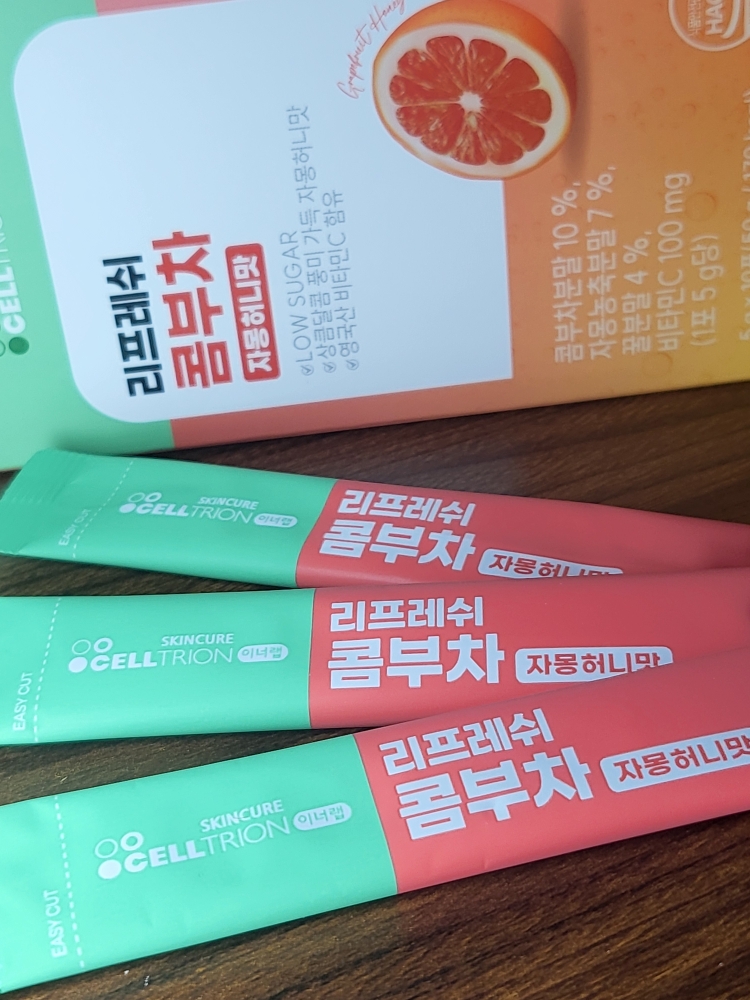 Grapefruit Honey
리프레쉬
콤부차
자몽허니맛
LOW SUGAR
상큼달콤 풍미 가득 자몽허니맛
영국산 비타민C 함유
콤부차분말 10 %,
자몽농축분말 7 %,
꿀분말 4 %,
비타민C 100 mg
(1포 5 g당)
EASY CUT
SKINCURE
CELLTRION 이너랩
리프레쉬
콤부차 자몽허니맛
EASY CUT
SKINCURE
CELLTRION 이너랩
리프레쉬
콤부차 자몽허니맛
EASY CUT
SKINCURE
CELLTRION 이너랩
리프레쉬
콤부차 자몽허니맛